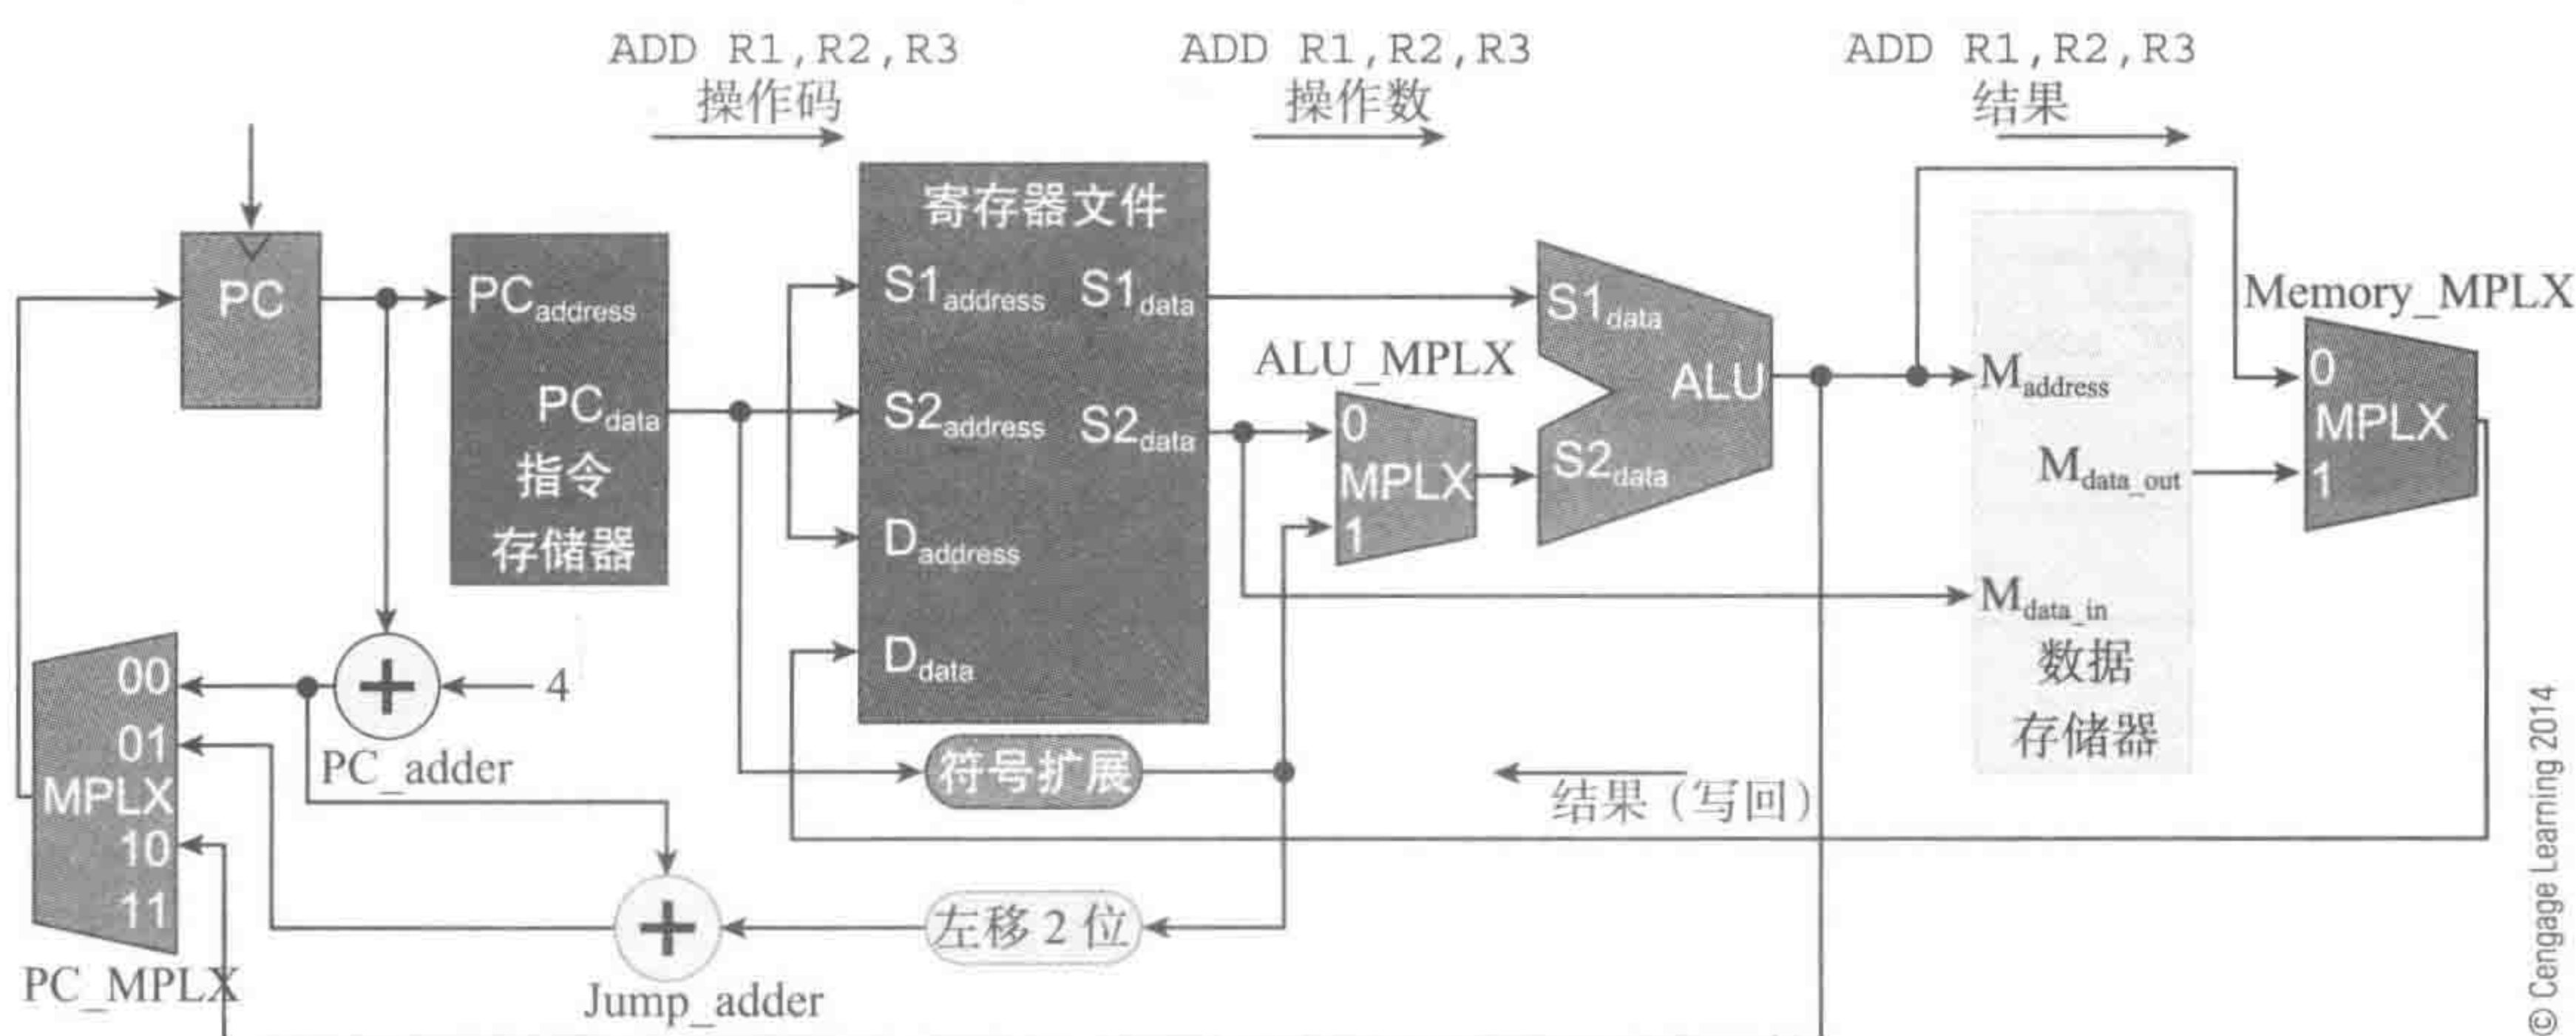 ADD R1,R2,R3
操作码
ADD R1,R2,R3
操作数
ADD R1,R2,R3
结果
PC
PCaddress
PCdata
指令
存储器
寄存器文件
S1address
S1data
S2address
S2data
Daddress
Ddata
ALU_MPLX
0
MPLX
1
S1data
ALU
S2data
Maddress
Mdata_out
Mdata_in
数据
存储器
Memory_MPLX
0
MPLX
1
00
01
MPLX
10
11
PC_MPLX
4
PC_adder
符号扩展
结果（写回）
左移2位
Jump_adder
© Cengage Learning 2014